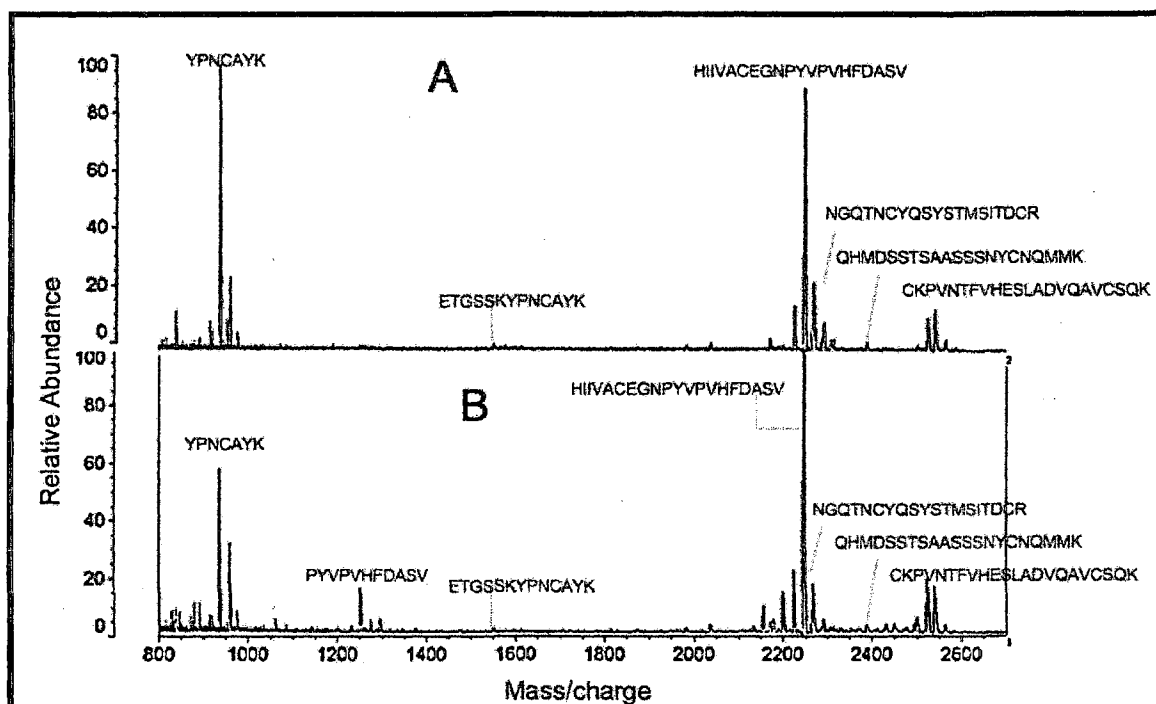 YPNCAYK
A
HIIVACEGNPYVPVHFDASV
NGQTNCYQSYSTMSITDCR
QHMDSSTSAASSSNYCNQMMK
CKPVNTFVHESLADVQAVCSQK
ETGSSKYPNCAYK
100
80
60
40
20
0
Relative Abundance
B
HIIVACEGNPYVPVHFDASV
YPNCAYK
NGQTNCYQSYSTMSITDCR
QHMDSSTSAASSSNYCNQMMK
CKPVNTFVHESLADVQAVCSQK
PYVPVHFDASV
ETGSSKYPNCAYK
100
80
60
40
20
0
800 1000 1200 1400 1600 1800 2000 2200 2400 2600
Mass/charge